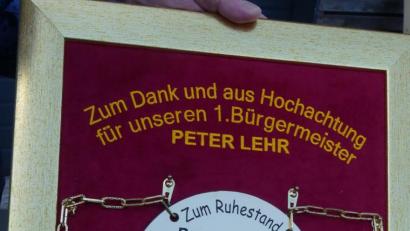 Zum Dank und aus Hochachtung
für unseren 1.Bürgermeister
PETER LEHR
Zum Ruhestand